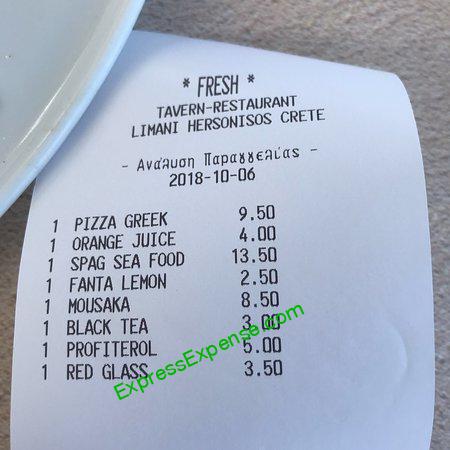 * FRESH *
TAVERN-RESTAURANT
LIMANI HERSONISOS CRETE
- Ανάλυση Παραγγελίας -
2018-10-06
1 PIZZA GREEK 9.50
1 ORANGE JUICE 4.00
1 SPAG SEA FOOD 13.50
1 FANTA LEMON 2.50
1 MOUSAKA 8.50
1 BLACK TEA 3.00
1 PROFITEROL 5.00
1 RED GLASS 3.50
ExpressExpense.com